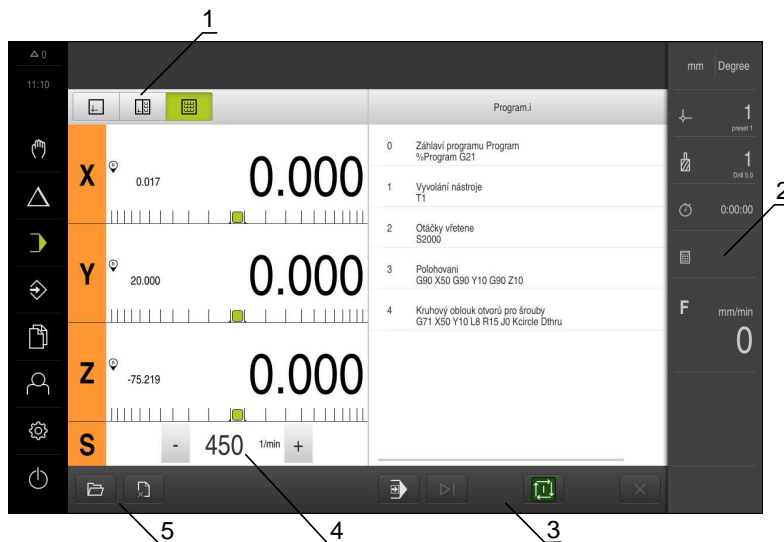 1
0
mm Degree
11:10
Program.i
1
preset 1
X
R
0.017
0.000
0 Záhlaví programu Program
%Program G21
1 Vyvolání nástroje
T1
1
Drill 5.0
2
0:00:00
2 Otáčky vřetene
S2000
Y
R
20.000
0.000
3 Polohovaní
G90 X50 G90 Y10 G90 Z10
4 Kruhový oblouk otvorů pro šrouby
G71 X50 Y10 L8 R15 J0 Kcircle Dthru
F mm/min
0
Z
R
-75.219
0.000
S
- 450 1/min +
5
4
3